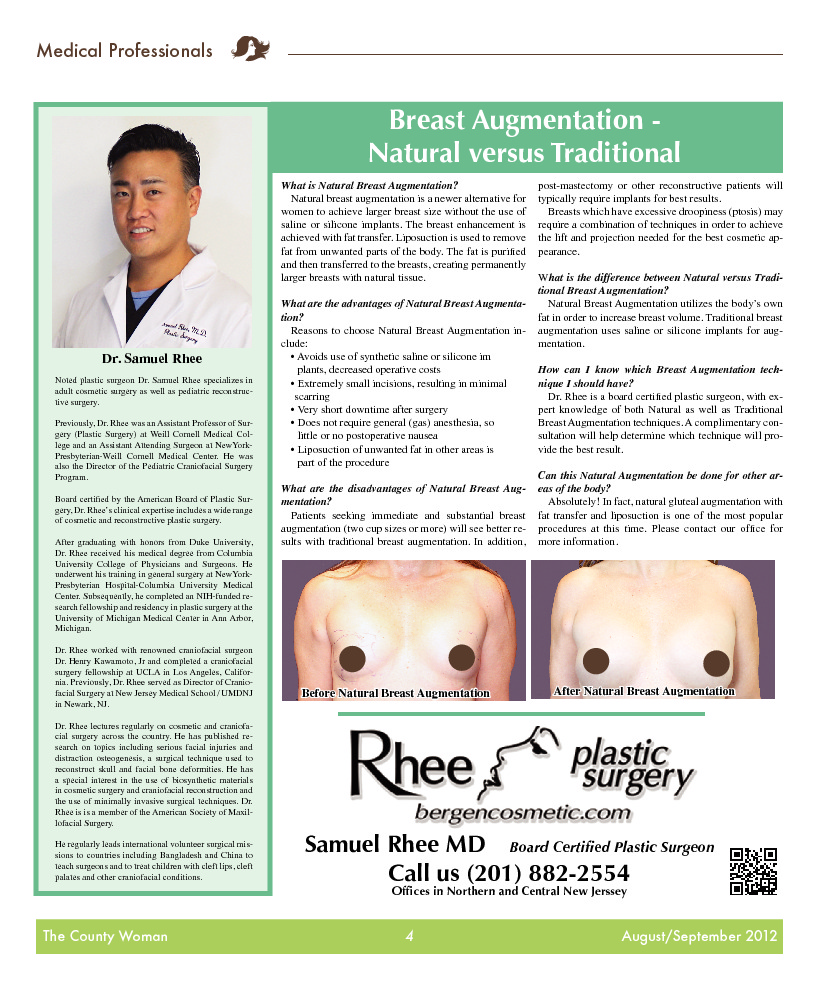 Medical Professionals
Breast Augmentation -
Natural versus Traditional
Samuel Rhee, M.D.
Plastic Surgery
Dr. Samuel Rhee
Noted plastic surgeon Dr. Samuel Rhee specializes in
adult cosmetic surgery as well as pediatric reconstruc-
tive surgery.
Previously, Dr. Rhee was an Assistant Professor of Sur-
gery (Plastic Surgery) at Weill Cornell Medical Col-
lege and an Assistant Attending Surgeon at NewYork-
Presbyterian-Weill Cornell Medical Center. He was
also the Director of the Pediatric Craniofacial Surgery
Program.
Board certified by the American Board of Plastic Sur-
gery, Dr. Rhee's clinical expertise includes a wide range
of cosmetic and reconstructive plastic surgery.
After graduating with honors from Duke University,
Dr. Rhee received his medical degree from Columbia
University College of Physicians and Surgeons. He
underwent his training in general surgery at NewYork-
Presbyterian Hospital-Columbia University Medical
Center. Subsequently, he completed an NIH-funded re-
search fellowship and residency in plastic surgery at the
University of Michigan Medical Center in Ann Arbor,
Michigan.
Dr. Rhee worked with renowned craniofacial surgeon
Dr. Henry Kawamoto, Jr and completed a craniofacial
surgery fellowship at UCLA in Los Angeles, Califor-
nia. Previously, Dr. Rhee served as Director of Cranio-
facial Surgery at New Jersey Medical School / UMDNJ
in Newark, NJ.
Dr. Rhee lectures regularly on cosmetic and craniofa-
cial surgery across the country. He has published re-
search on topics including serious facial injuries and
distraction osteogenesis, a surgical technique used to
reconstruct skull and facial bone deformities. He has
a special interest in the use of biosynthetic materials
in cosmetic surgery and craniofacial reconstruction and
the use of minimally invasive surgical techniques. Dr.
Rhee is is a member of the American Society of Maxil-
lofacial Surgery.
He regularly leads international volunteer surgical mis-
sions to countries including Bangladesh and China to
teach surgeons and to treat children with cleft lips, cleft
palates and other craniofacial conditions.
What is Natural Breast Augmentation?
Natural breast augmentation is a newer alternative for
women to achieve larger breast size without the use of
saline or silicone implants. The breast enhancement is
achieved with fat transfer. Liposuction is used to remove
fat from unwanted parts of the body. The fat is purified
and then transferred to the breasts, creating permanently
larger breasts with natural tissue.
What are the advantages of Natural Breast Augmenta-
tion?
Reasons to choose Natural Breast Augmentation in-
clude:
• Avoids use of synthetic saline or silicone im
plants, decreased operative costs
• Extremely small incisions, resulting in minimal
scarring
• Very short downtime after surgery
• Does not require general (gas) anesthesia, so
little or no postoperative nausea
• Liposuction of unwanted fat in other areas is
part of the procedure
What are the disadvantages of Natural Breast Aug-
mentation?
Patients seeking immediate and substantial breast
augmentation (two cup sizes or more) will see better re-
sults with traditional breast augmentation. In addition,
post-mastectomy or other reconstructive patients will
typically require implants for best results.
Breasts which have excessive droopiness (ptosis) may
require a combination of techniques in order to achieve
the lift and projection needed for the best cosmetic ap-
pearance.
What is the difference between Natural versus Tradi-
tional Breast Augmentation?
Natural Breast Augmentation utilizes the body's own
fat in order to increase breast volume. Traditional breast
augmentation uses saline or silicone implants for aug-
mentation.
How can I know which Breast Augmentation tech-
nique I should have?
Dr. Rhee is a board certified plastic surgeon, with ex-
pert knowledge of both Natural as well as Traditional
Breast Augmentation techniques. A complimentary con-
sultation will help determine which technique will pro-
vide the best result.
Can this Natural Augmentation be done for other ar-
eas of the body?
Absolutely! In fact, natural gluteal augmentation with
fat transfer and liposuction is one of the most popular
procedures at this time. Please contact our office for
more information.
Before Natural Breast Augmentation
After Natural Breast Augmentation
Rhee plastic
surgery
bergencosmetic.com
Samuel Rhee MD Board Certified Plastic Surgeon
Call us (201) 882-2554
Offices in Northern and Central New Jerssey
The County Woman 4 August/September 2012